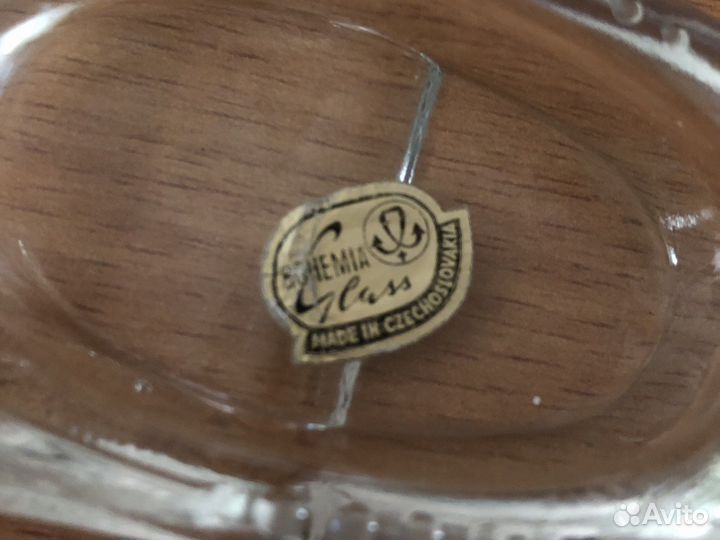 BOHEMIA
Glass
MADE IN CZECHOSLOVAKIA
Avito